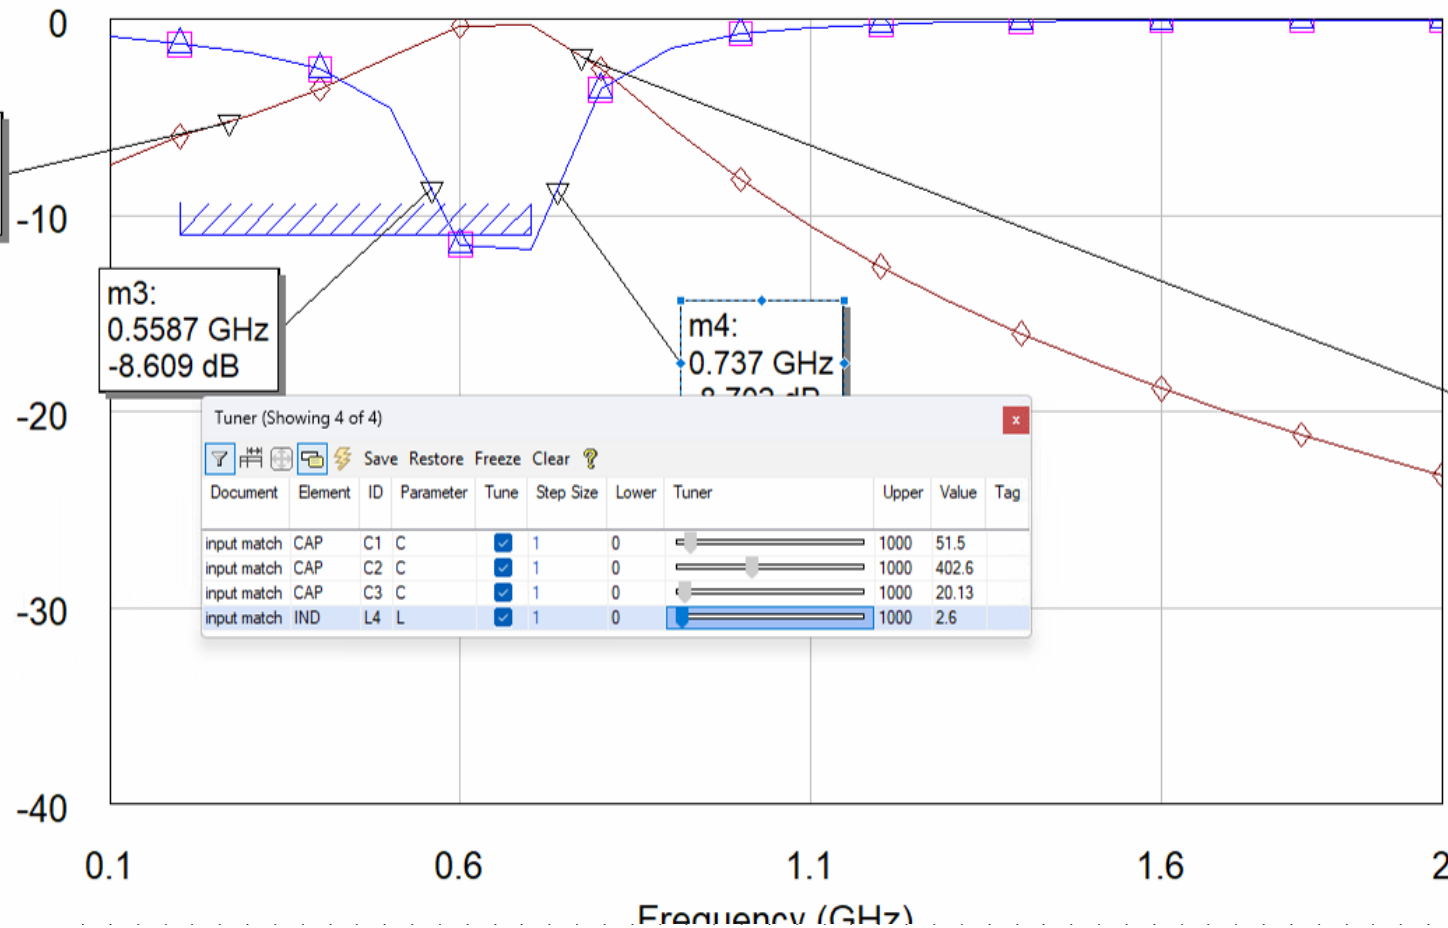 0
-10
-20
-30
-40
m3:
0.5587 GHz
-8.609 dB
m4:
0.737 GHz
-8.702 dB
Tuner (Showing 4 of 4)
x
Save Restore Freeze Clear ?
Document Element ID Parameter Tune Step Size Lower Tuner Upper Value Tag
input match CAP C1 C 1 0 1000 51.5
input match CAP C2 C 1 0 1000 402.6
input match CAP C3 C 1 0 1000 20.13
input match IND L4 L 1 0 1000 2.6
0.1 0.6 1.1 1.6 2
Frequency (GHz)